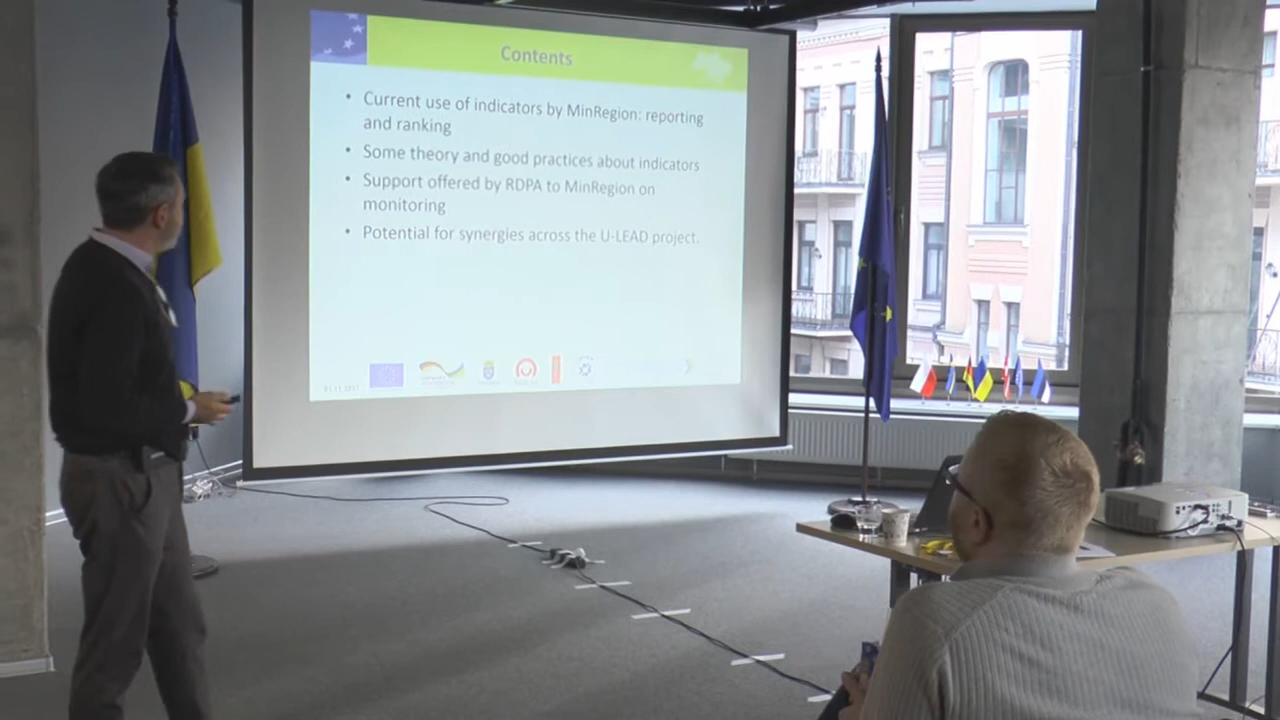 Contents
• Current use of indicators by MinRegion: reporting
and ranking
• Some theory and good practices about indicators
• Support offered by RDPA to MinRegion on
monitoring
• Potential for synergies across the U-LEAD project.